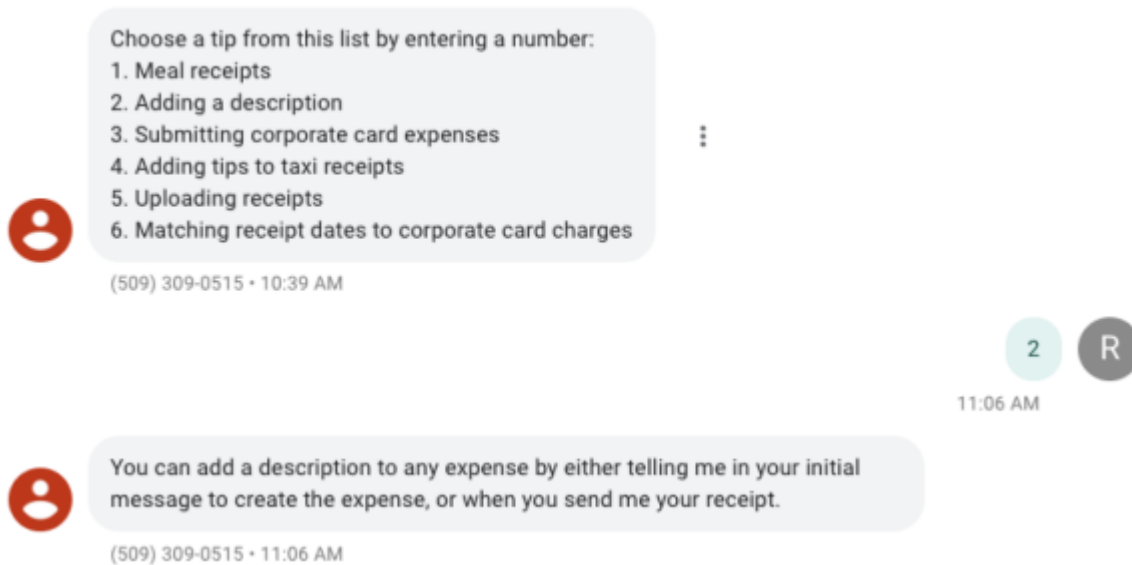 Choose a tip from this list by entering a number:
1. Meal receipts
2. Adding a description
3. Submitting corporate card expenses
4. Adding tips to taxi receipts
5. Uploading receipts
6. Matching receipt dates to corporate card charges
(509) 309-0515 • 10:39 AM
2
R
11:06 AM
You can add a description to any expense by either telling me in your initial
message to create the expense, or when you send me your receipt.
(509) 309-0515 • 11:06 AM